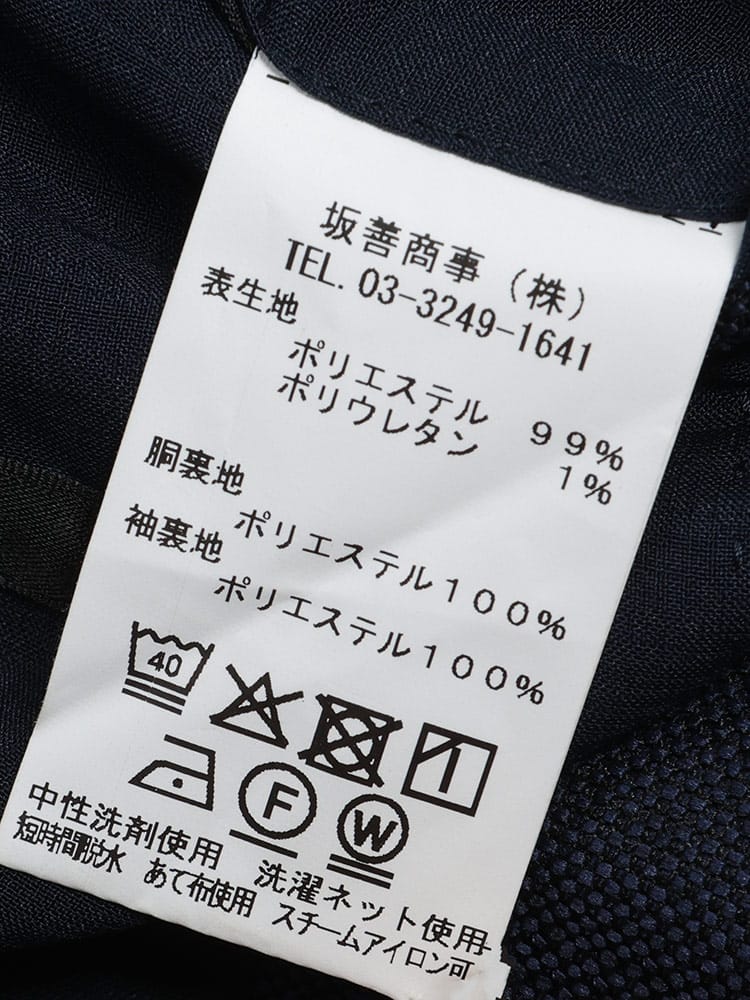 坂善商事（株）
TEL. 03-3249-1641
表生地
ポリエステル 99%
ポリウレタン 1%
胴裏地
ポリエステル100%
袖裏地
ポリエステル100%
40
F
W
中性洗剤使用 洗濯ネット使用
短時間脱水 あて布使用 スチームアイロン可